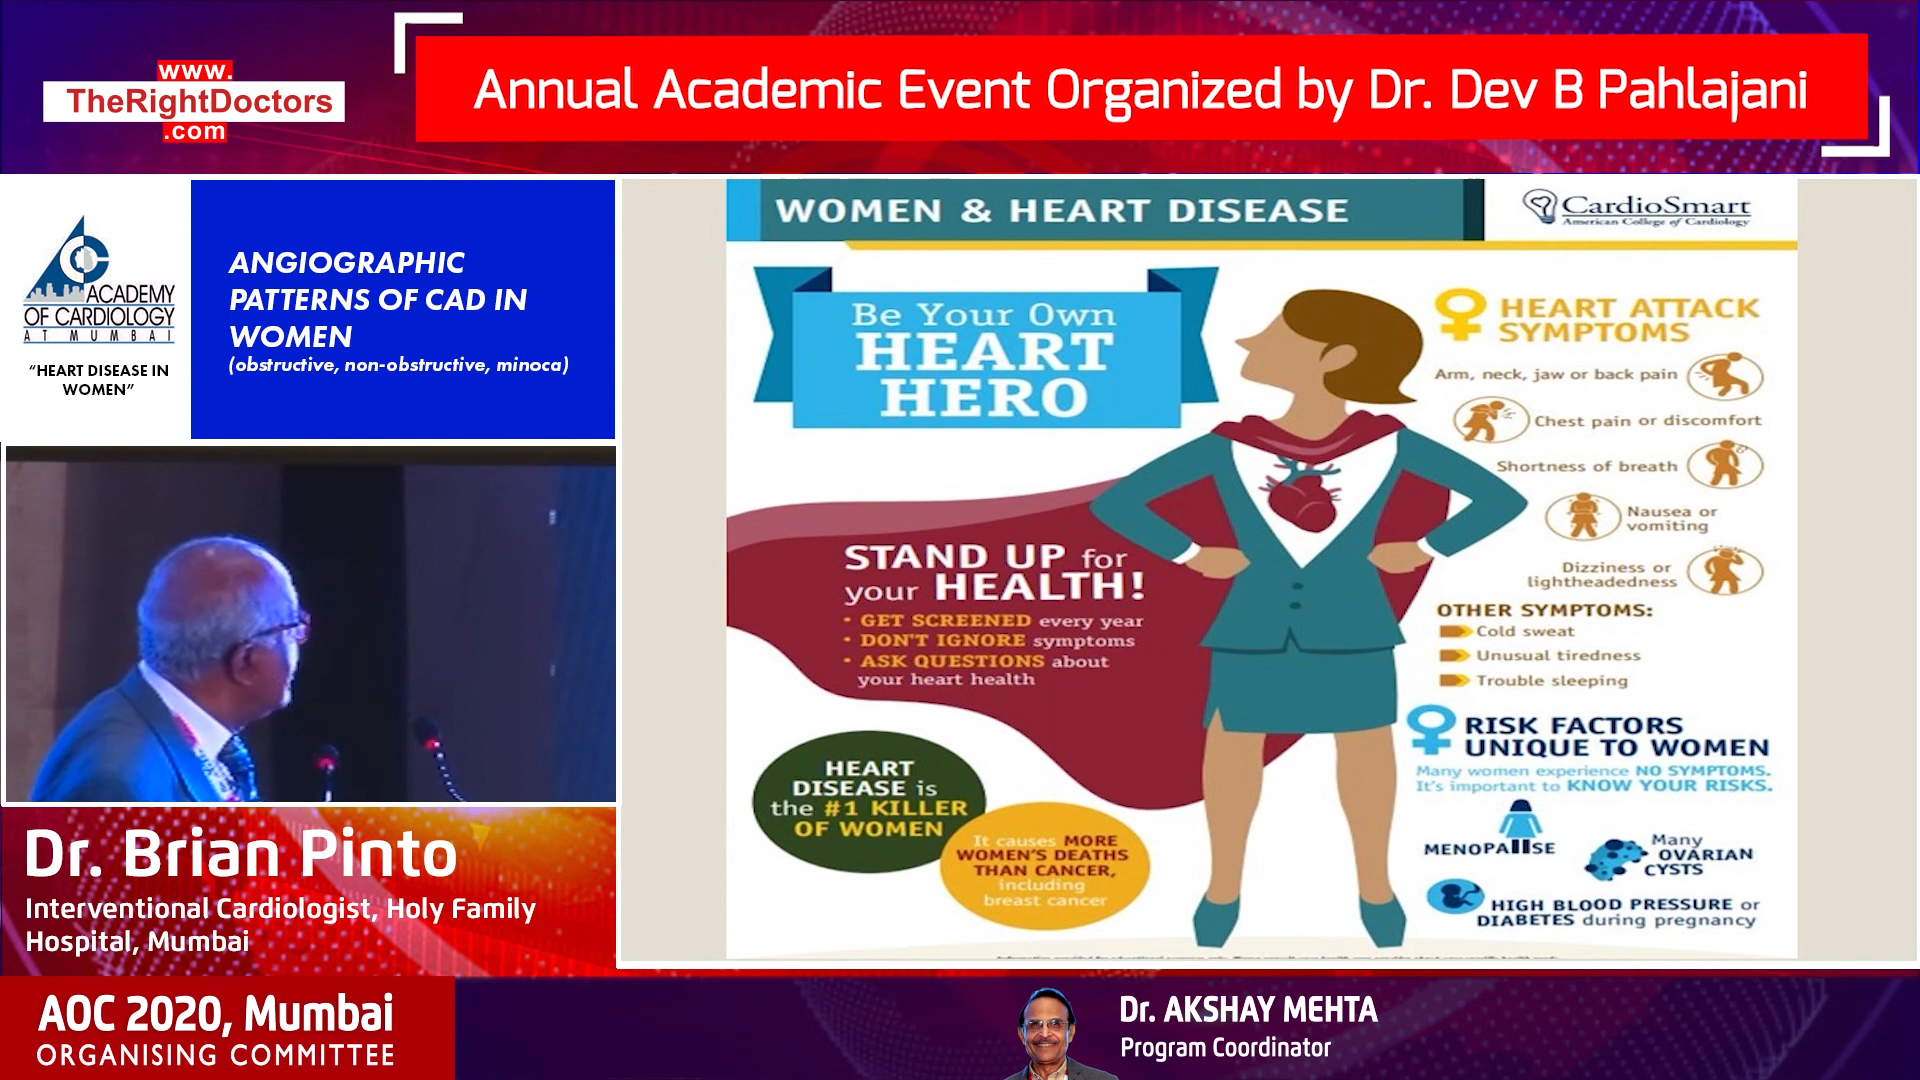 www.
TheRightDoctors
.com
Annual Academic Event Organized by Dr. Dev B Pahlajani
ACADEMY
OF CARDIOLOGY
AT MUMBAI
“HEART DISEASE IN
WOMEN”
ANGIOGRAPHIC
PATTERNS OF CAD IN
WOMEN
(obstructive, non-obstructive, minoca)
WOMEN & HEART DISEASE
CardioSmart
American College of Cardiology
Be Your Own
HEART
HERO
STAND UP for
your HEALTH!
• GET SCREENED every year
• DON'T IGNORE symptoms
• ASK QUESTIONS about
your heart health
HEART
DISEASE is
the #1 KILLER
OF WOMEN
It causes MORE
WOMEN'S DEATHS
THAN CANCER,
including
breast cancer
HEART ATTACK
SYMPTOMS
Arm, neck, jaw or back pain
Chest pain or discomfort
Shortness of breath
Nausea or
vomiting
Dizziness or
lightheadedness
OTHER SYMPTOMS:
Cold sweat
Unusual tiredness
Trouble sleeping
RISK FACTORS
UNIQUE TO WOMEN
Many women experience NO SYMPTOMS.
It's important to KNOW YOUR RISKS.
MENOPAUSE
Many
OVARIAN
CYSTS
HIGH BLOOD PRESSURE or
DIABETES during pregnancy
Dr. Brian Pinto
Interventional Cardiologist, Holy Family
Hospital, Mumbai
AOC 2020, Mumbai
ORGANISING COMMITTEE
Dr. AKSHAY MEHTA
Program Coordinator